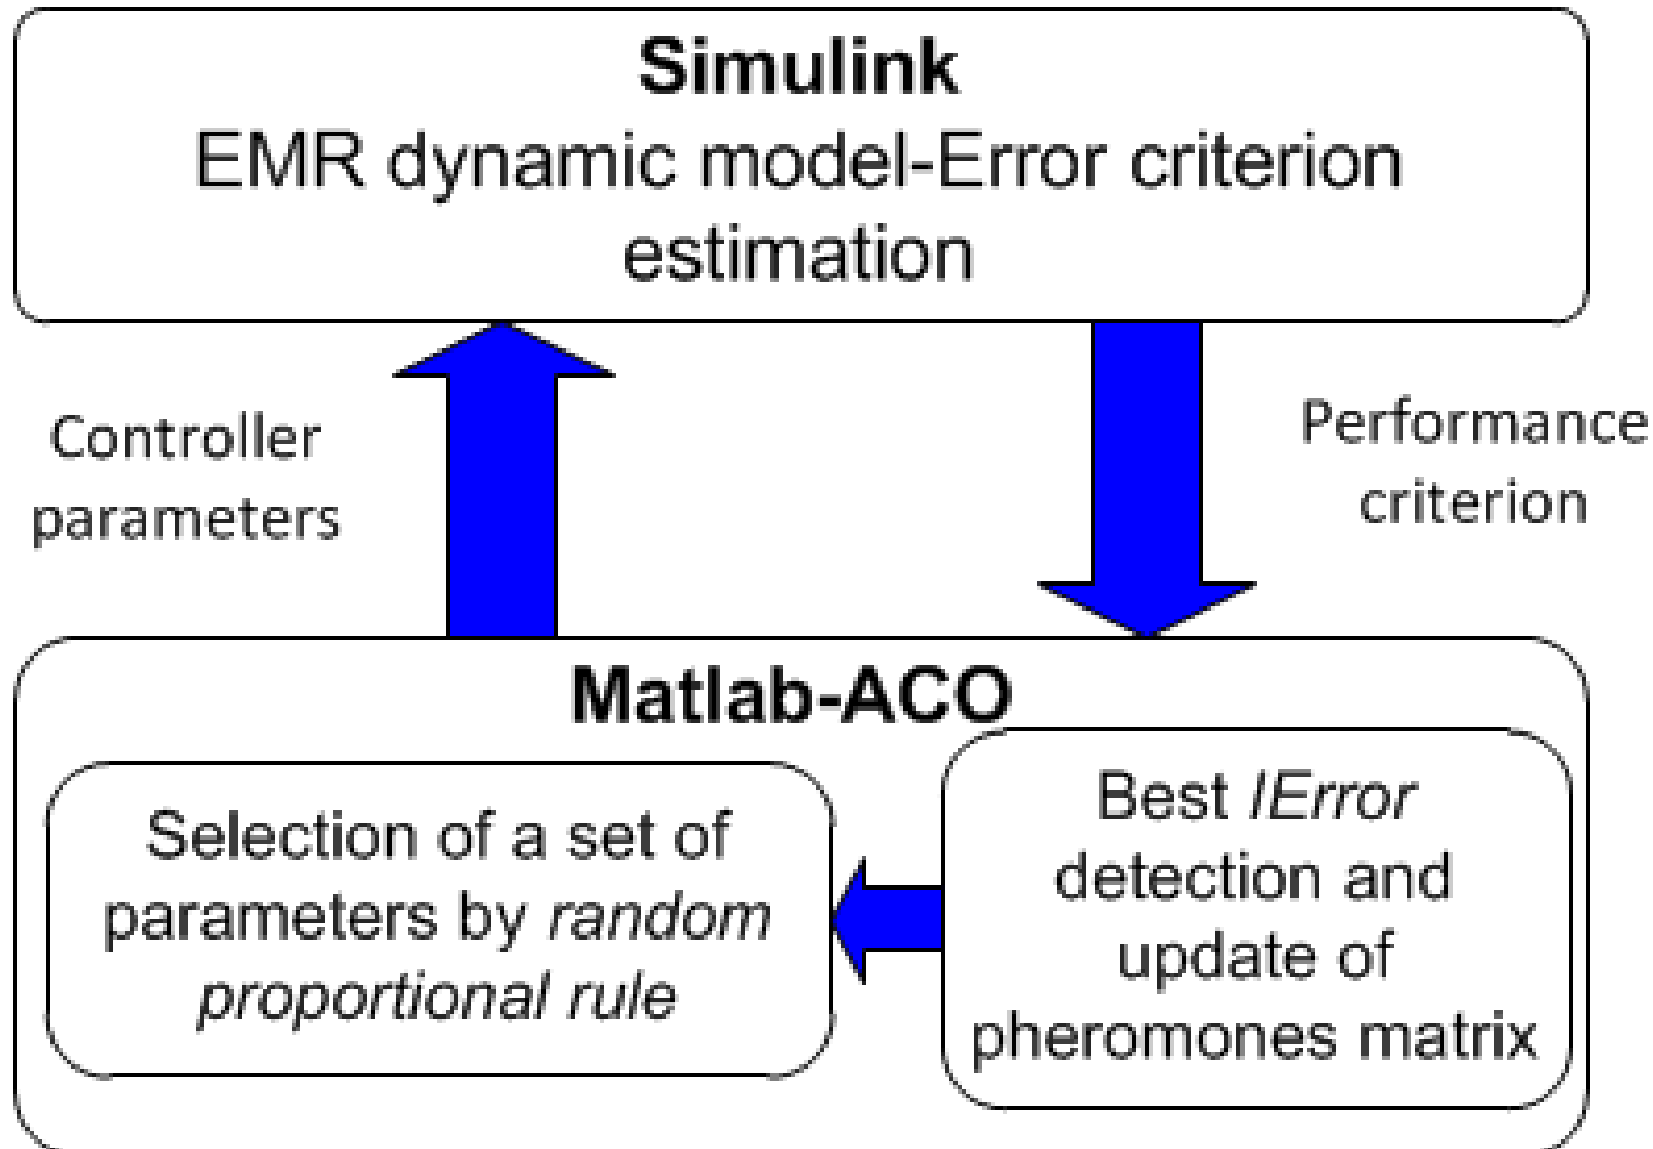 Simulink
EMR dynamic model-Error criterion
estimation
Controller
parameters
Performance
criterion
Matlab-ACO
Selection of a set of
parameters by random
proportional rule
Best IError
detection and
update of
pheromones matrix